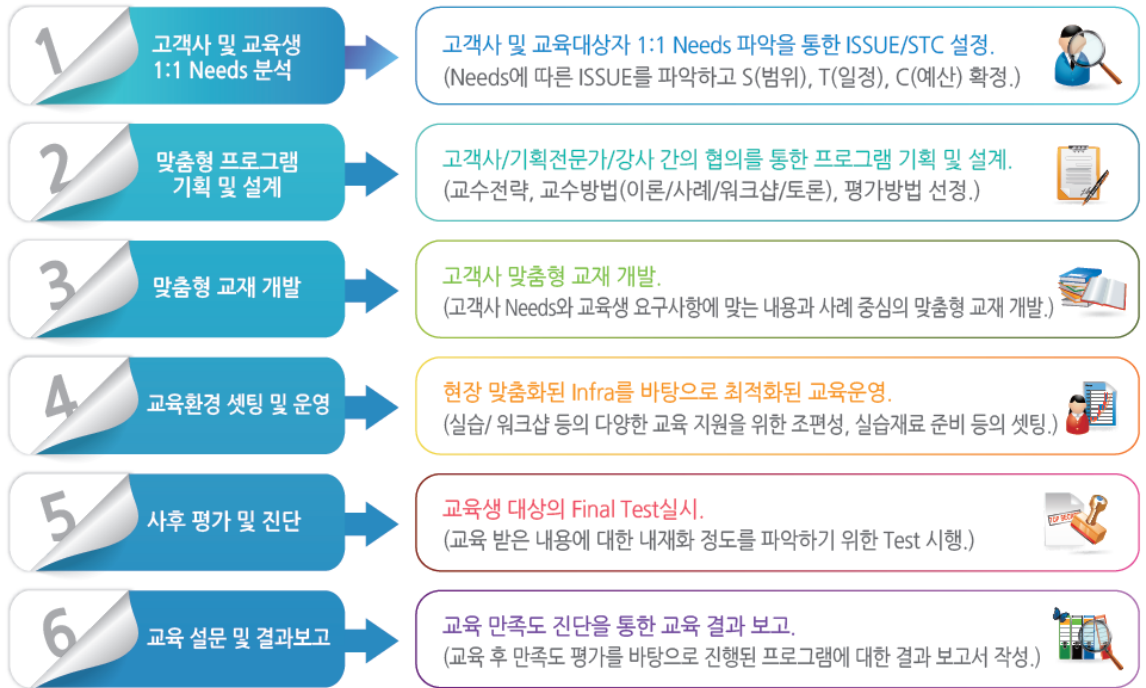 1
고객사 및 교육생
1:1 Needs 분석
고객사 및 교육대상자 1:1 Needs 파악을 통한 ISSUE/STC 설정.
(Needs에 따른 ISSUE를 파악하고 S(범위), T(일정), C(예산) 확정.)
2
맞춤형 프로그램
기획 및 설계
고객사/기획전문가/강사 간의 협의를 통한 프로그램 기획 및 설계.
(교수전략, 교수방법(이론/사례/워크샵/토론), 평가방법 선정.)
3
맞춤형 교재 개발
고객사 맞춤형 교재 개발.
(고객사 Needs와 교육생 요구사항에 맞는 내용과 사례 중심의 맞춤형 교재 개발.)
4
교육환경 셋팅 및 운영
현장 맞춤화된 Infra를 바탕으로 최적화된 교육운영.
(실습/ 워크샵 등의 다양한 교육 지원을 위한 조편성, 실습재료 준비 등의 셋팅.)
5
사후 평가 및 진단
교육생 대상의 Final Test실시.
(교육 받은 내용에 대한 내재화 정도를 파악하기 위한 Test 시행.)
TOP SECRET
6
교육 설문 및 결과보고
교육 만족도 진단을 통한 교육 결과 보고.
(교육 후 만족도 평가를 바탕으로 진행된 프로그램에 대한 결과 보고서 작성.)